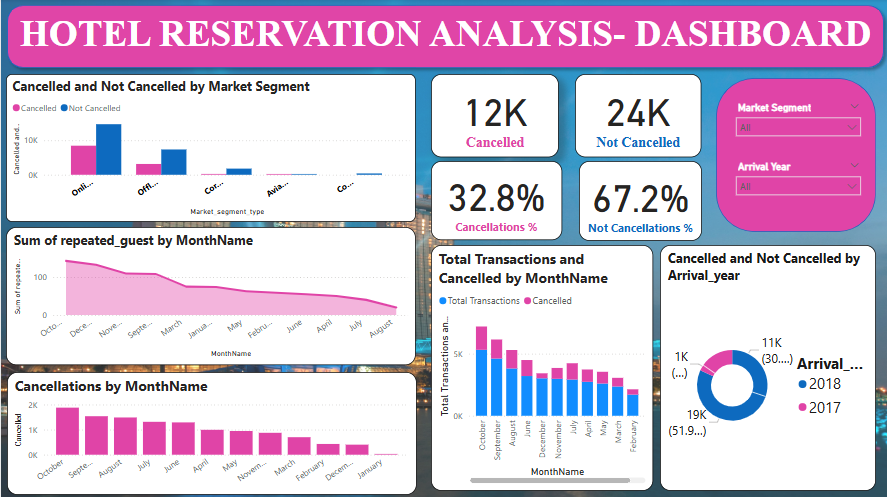 HOTEL RESERVATION ANALYSIS- DASHBOARD
Cancelled and Not Cancelled by Market Segment
Cancelled Not Cancelled
Cancelled and...
10K
0K
Onli...
Offl...
Cor...
Avia...
Co...
Market_segment_type
12K
Cancelled
24K
Not Cancelled
32.8%
Cancellations %
67.2%
Not Cancellations %
Market Segment
All
Arrival Year
All
Sum of repeated_guest by MonthName
Sum of repeate...
100
0
Octo...
Dece...
Nove...
Septe...
March
Janua...
May
Febru...
June
April
July
August
MonthName
Cancellations by MonthName
Cancelled
2K
1K
0K
October
Septe...
August
July
June
April
May
Novem...
March
February
Decem...
January
Total Transactions and
Cancelled by MonthName
Total Transactions Cancelled
Total Transactions an...
5K
0K
October
September
August
June
December
November
July
April
May
March
February
MonthName
Cancelled and Not Cancelled by
Arrival_year
1K
(...)
11K
(30....)
19K
(51.9...)
Arrival_...
2018
2017